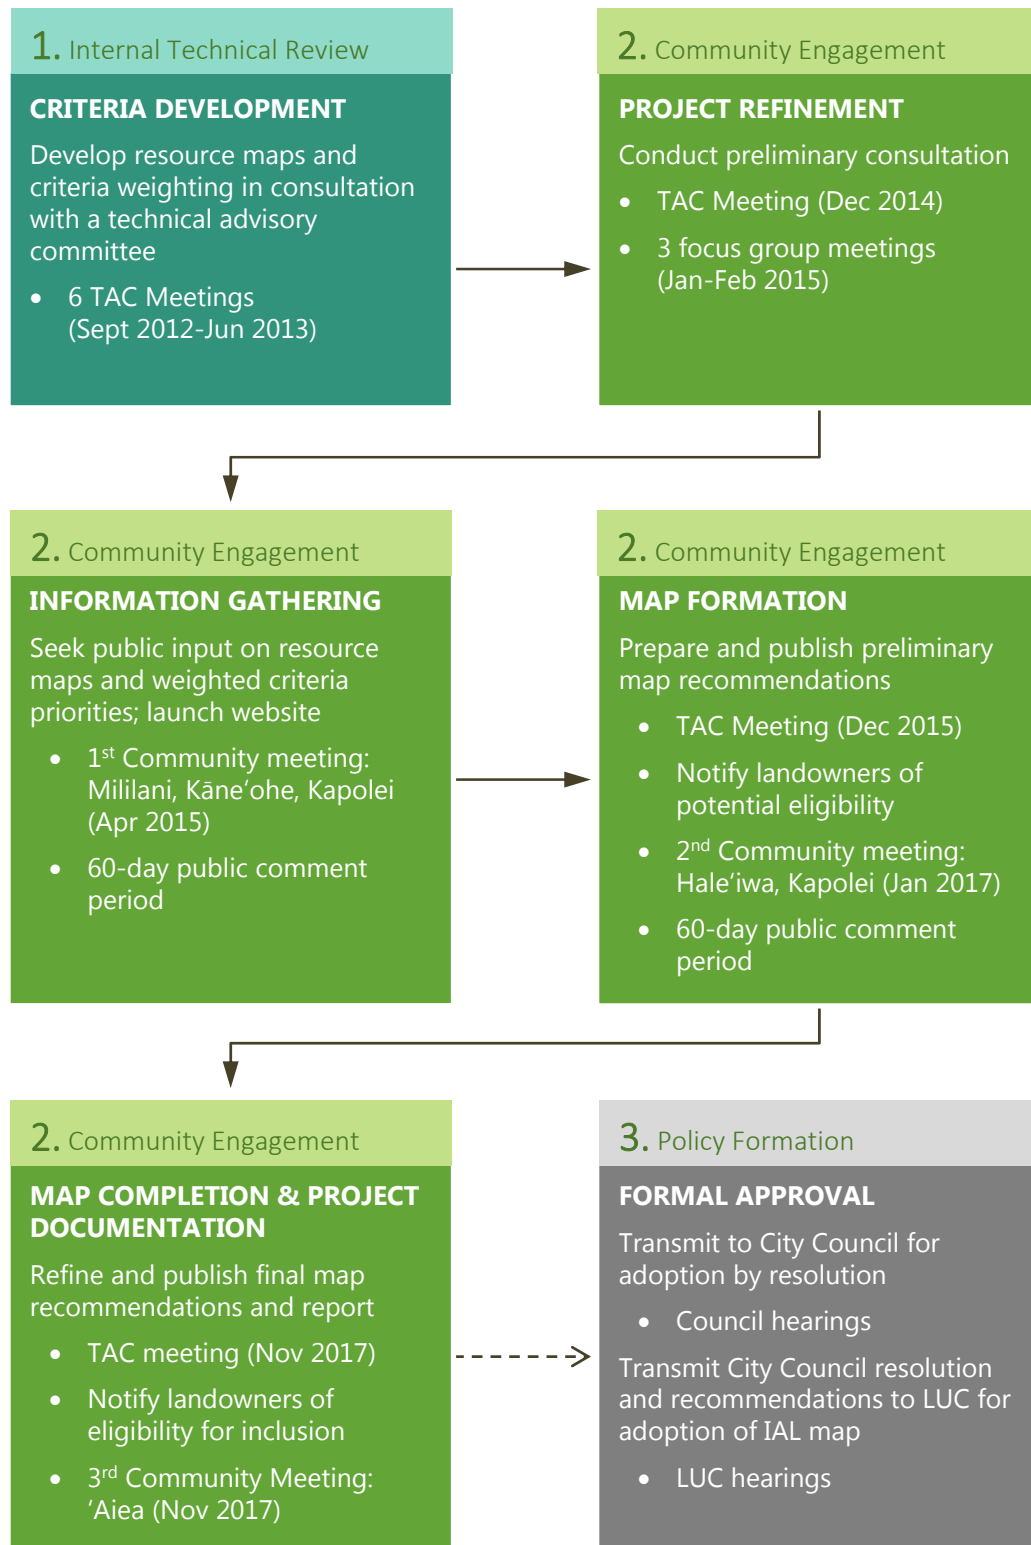 1. Internal Technical Review
CRITERIA DEVELOPMENT
Develop resource maps and
criteria weighting in consultation
with a technical advisory
committee
• 6 TAC Meetings
(Sept 2012-Jun 2013)
2. Community Engagement
PROJECT REFINEMENT
Conduct preliminary consultation
• TAC Meeting (Dec 2014)
• 3 focus group meetings
(Jan-Feb 2015)
2. Community Engagement
INFORMATION GATHERING
Seek public input on resource
maps and weighted criteria
priorities; launch website
• 1st Community meeting:
Mililani, Kāneʻohe, Kapolei
(Apr 2015)
• 60-day public comment
period
2. Community Engagement
MAP FORMATION
Prepare and publish preliminary
map recommendations
• TAC Meeting (Dec 2015)
• Notify landowners of
potential eligibility
• 2nd Community meeting:
Haleʻiwa, Kapolei (Jan 2017)
• 60-day public comment
period
2. Community Engagement
MAP COMPLETION & PROJECT
DOCUMENTATION
Refine and publish final map
recommendations and report
• TAC meeting (Nov 2017)
• Notify landowners of
eligibility for inclusion
• 3rd Community Meeting:
ʻAiea (Nov 2017)
3. Policy Formation
FORMAL APPROVAL
Transmit to City Council for
adoption by resolution
• Council hearings
Transmit City Council resolution
and recommendations to LUC for
adoption of IAL map
• LUC hearings